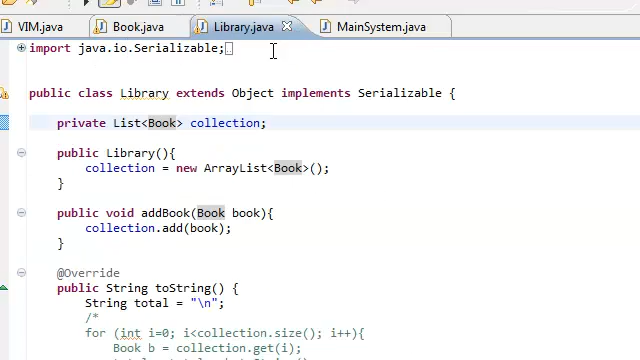 VIM.java Book.java Library.java MainSystem.java
import java.io.Serializable;
public class Library extends Object implements Serializable {
private List<Book> collection;
public Library(){
collection = new ArrayList<Book>();
}
public void addBook(Book book){
collection.add(book);
}
@Override
public String toString() {
String total = "\n";
/*
for (int i=0; i<collection.size(); i++){
Book b = collection.get(i);